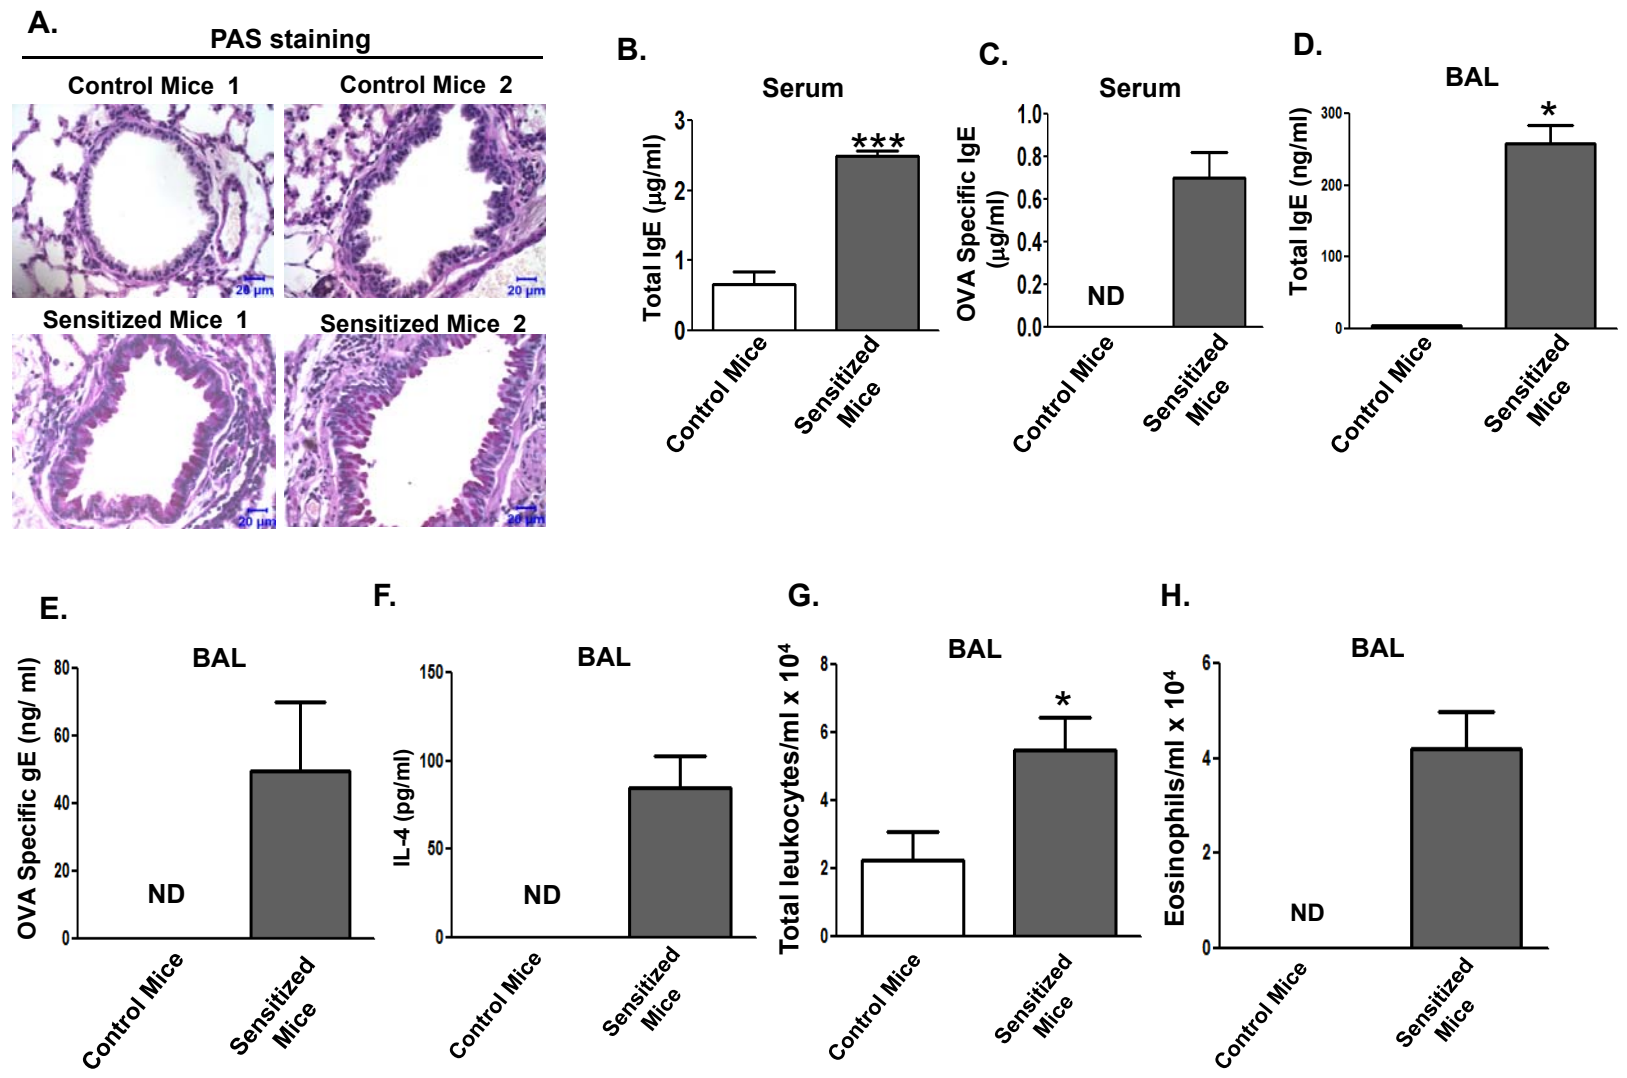 A.
PAS staining
Control Mice 1
Control Mice 2
20 µm
20 µm
Sensitized Mice 1
Sensitized Mice 2
20 µm
20 µm
B.
Serum
Total IgE (µg/ml)
3
2
1
0
***
Control Mice
Sensitized
Mice
C.
Serum
OVA Specific IgE
(µg/ml)
1.0
0.8
0.6
0.4
0.2
0.0
ND
Control Mice
Sensitized
Mice
D.
BAL
Total IgE (ng/ml)
300
200
100
0
*
Control Mice
Sensitized
Mice
E.
BAL
OVA Specific gE (ng/ ml)
80
60
40
20
0
ND
Control Mice
Sensitized
Mice
F.
BAL
IL-4 (pg/ml)
150
100
50
0
ND
Control Mice
Sensitized
Mice
G.
BAL
Total leukocytes/ml x 10⁴
8
6
4
2
0
*
Control Mice
Sensitized
Mice
H.
BAL
Eosinophils/ml x 10⁴
6
4
2
0
ND
Control Mice
Sensitized
Mice